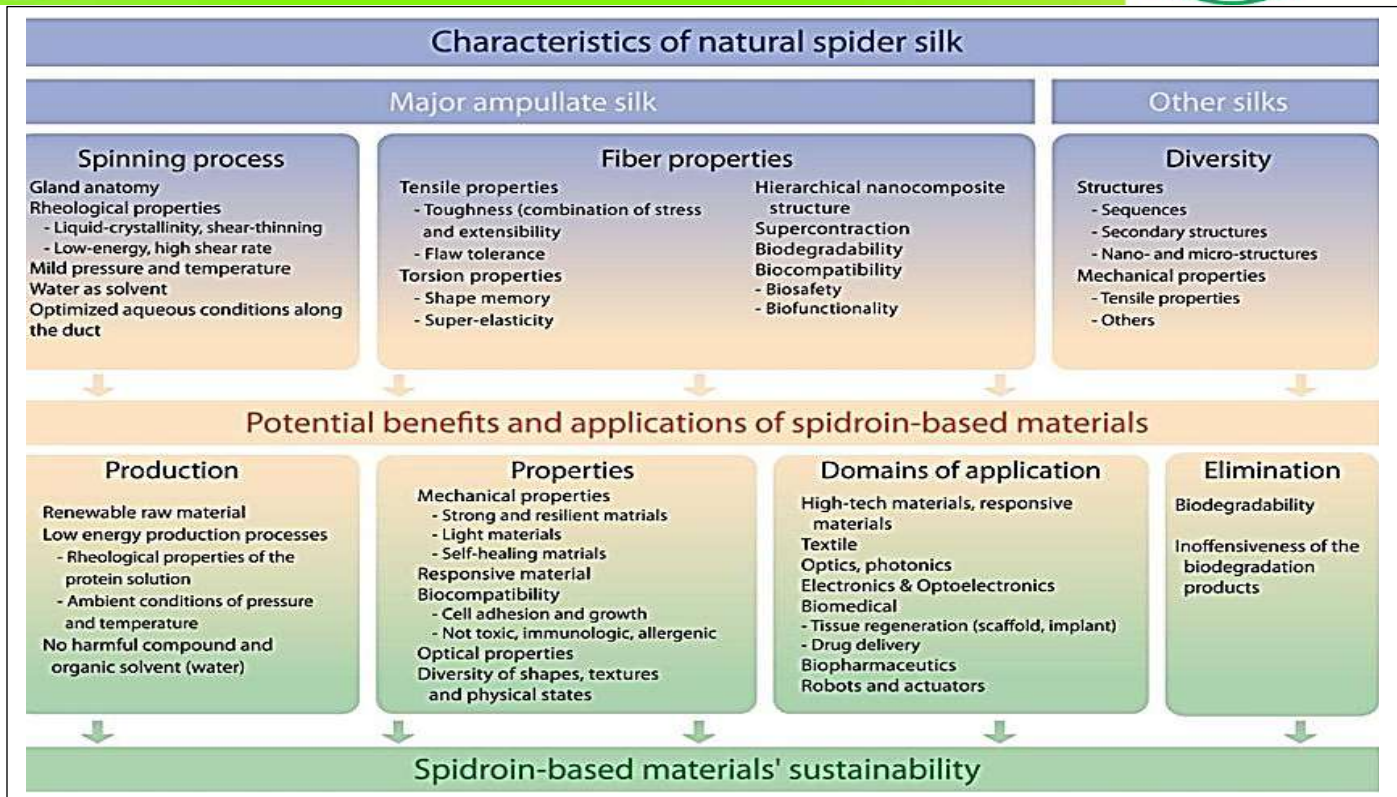 Characteristics of natural spider silk
Major ampullate silk
Other silks
Spinning process
Gland anatomy
Rheological properties
- Liquid-crystallinity, shear-thinning
- Low-energy, high shear rate
Mild pressure and temperature
Water as solvent
Optimized aqueous conditions along
the duct
Fiber properties
Tensile properties
- Toughness (combination of stress
and extensibility
- Flaw tolerance
Torsion properties
- Shape memory
- Super-elasticity
Hierarchical nanocomposite
structure
Supercontraction
Biodegradability
Biocompatibility
- Biosafety
- Biofunctionality
Diversity
Structures
- Sequences
- Secondary structures
- Nano- and micro-structures
Mechanical properties
- Tensile properties
- Others
Potential benefits and applications of spidroin-based materials
Production
Renewable raw material
Low energy production processes
- Rheological properties of the
protein solution
- Ambient conditions of pressure
and temperature
No harmful compound and
organic solvent (water)
Properties
Mechanical properties
- Strong and resilient matrials
- Light materials
- Self-healing matrials
Responsive material
Biocompatibility
- Cell adhesion and growth
- Not toxic, immunologic, allergenic
Optical properties
Diversity of shapes, textures
and physical states
Domains of application
High-tech materials, responsive
materials
Textile
Optics, photonics
Electronics & Optoelectronics
Biomedical
- Tissue regeneration (scaffold, implant)
- Drug delivery
Biopharmaceutics
Robots and actuators
Elimination
Biodegradability
Inoffensiveness of the
biodegradation
products
Spidroin-based materials' sustainability